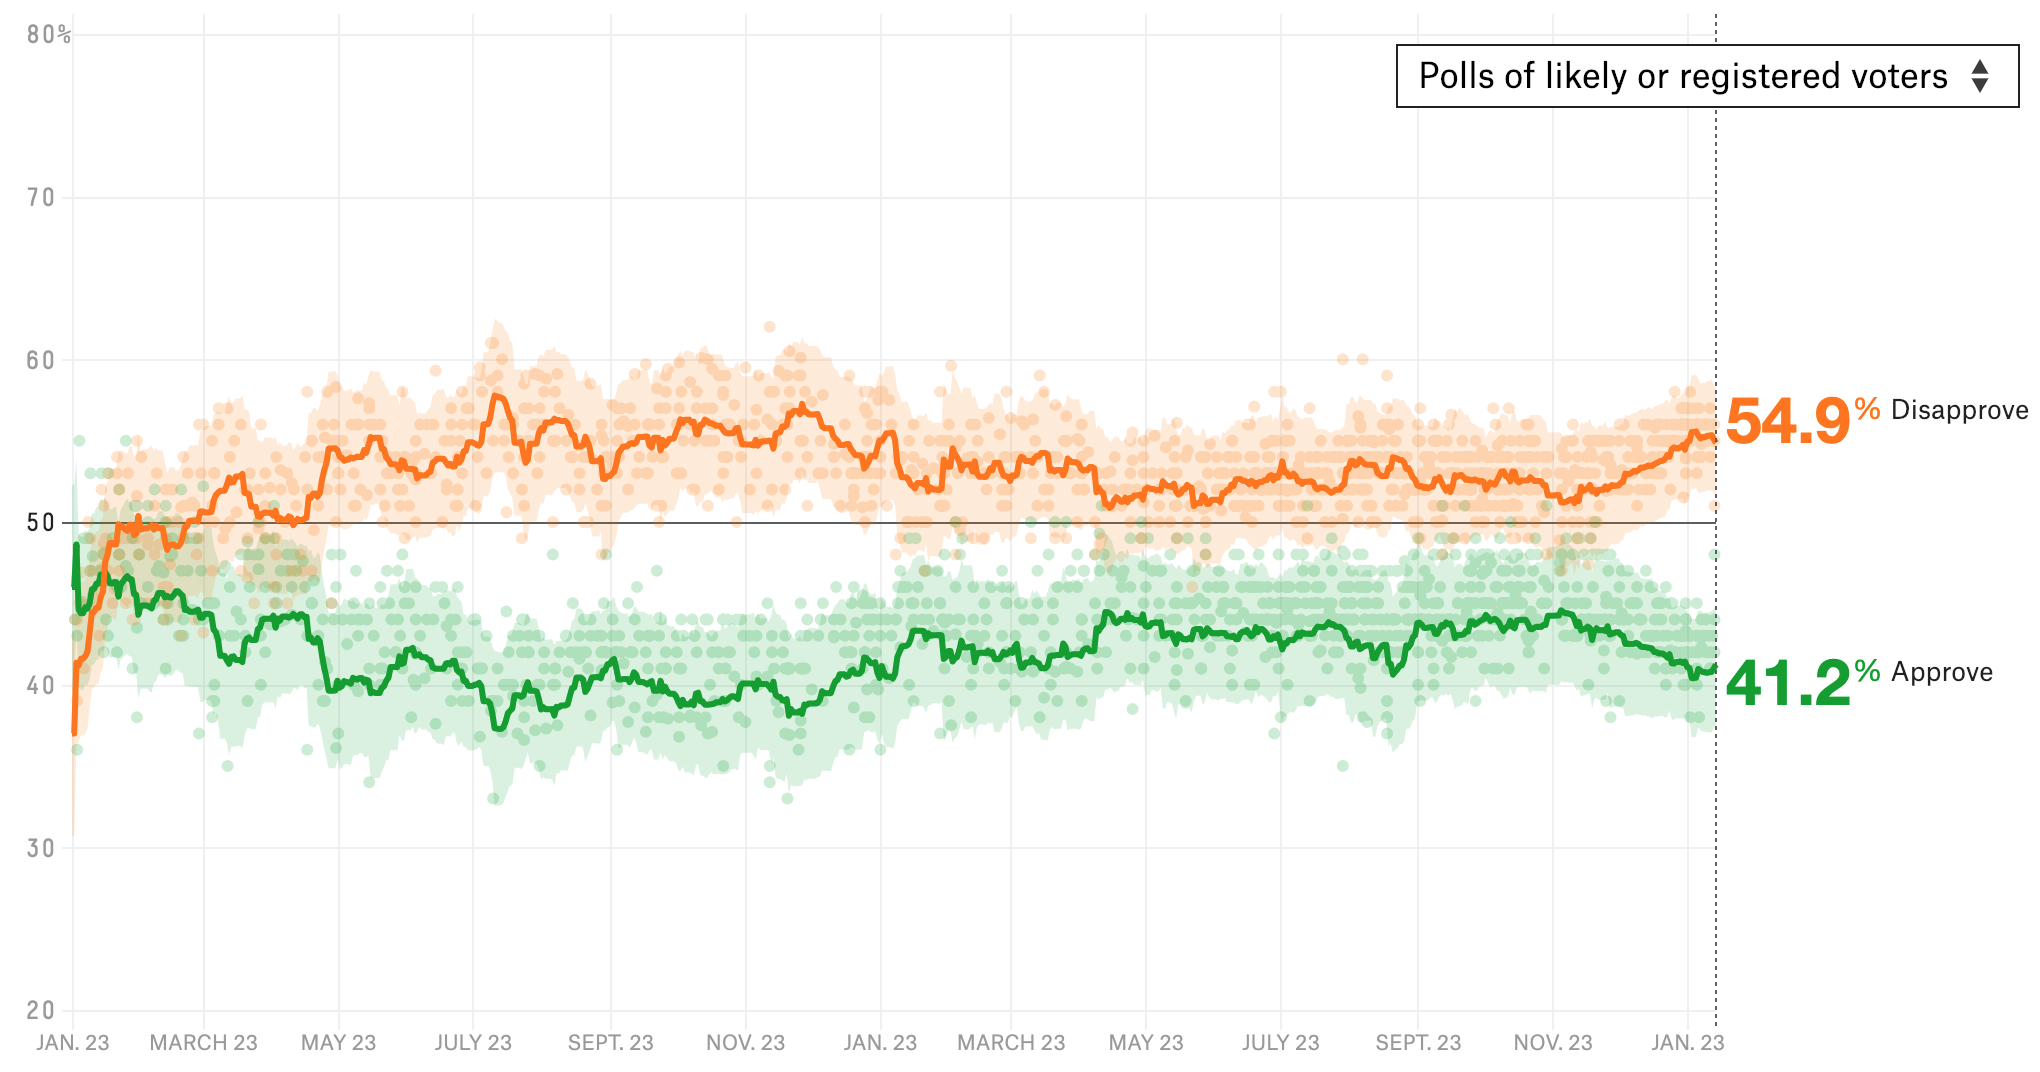 80%
Polls of likely or registered voters
70
60
54.9% Disapprove
50
41.2% Approve
40
30
20
JAN. 23 MARCH 23 MAY 23 JULY 23 SEPT. 23 NOV. 23 JAN. 23 MARCH 23 MAY 23 JULY 23 SEPT. 23 NOV. 23 JAN. 23